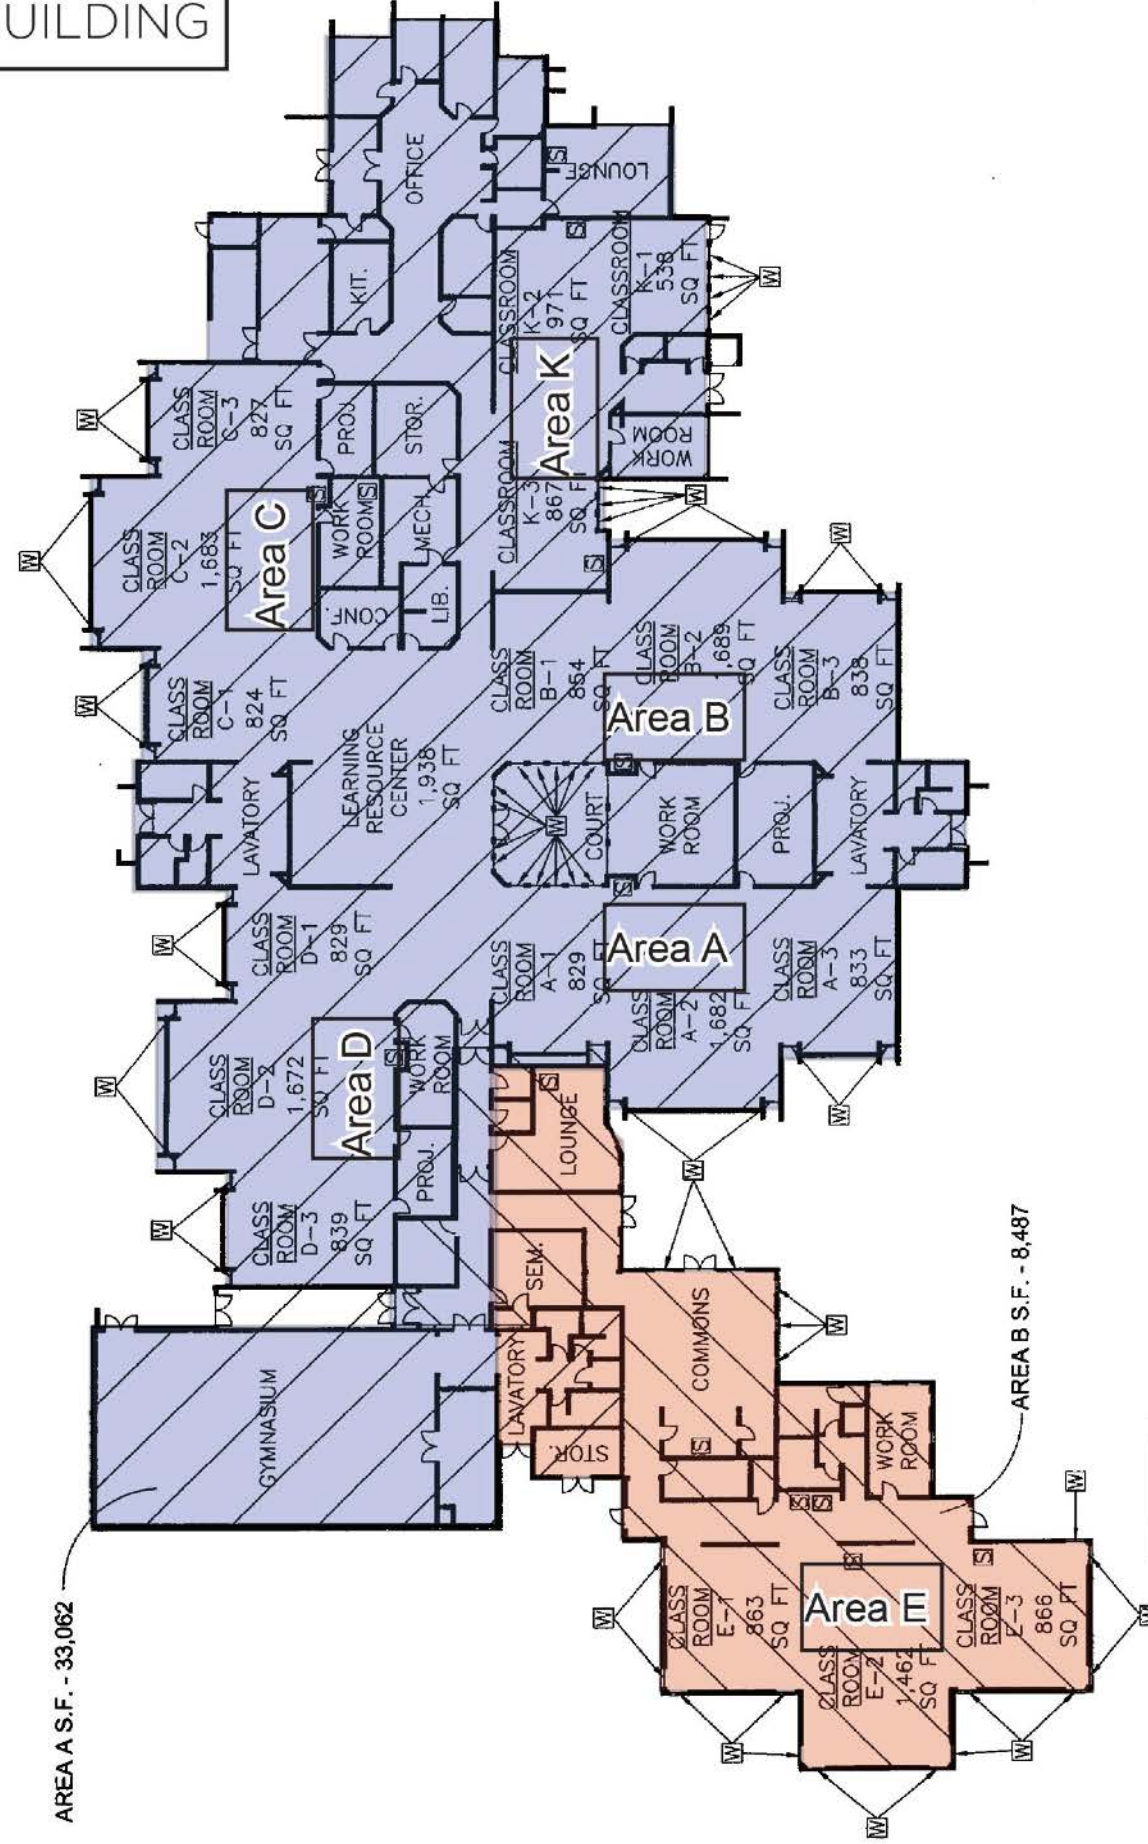 UILDING
OFFICE
LOUNGE
S
KIT.
CLASSROOM
K-2
971
SQ FT
S
CLASSROOM
K-1
538
SQ FT
W
CLASS
ROOM
C-3
827
SQ FT
W
PROJ.
STOR.
Area K
WORK
ROOM
CLASSROOM
K-3
867
SQ F
W
S
CLASS
ROOM
C-2
1,683
SQ FT
W
Area C
S
WORK
ROOM
S
MECH.
CONF.
LIB.
CLASS
ROOM
C-1
824
SQ FT
W
CLASS
ROOM
B-1
854
SQ FT
CLASS
ROOM
B-2
,689
SQ FT
W
Area B
CLASS
ROOM
B-3
838
SQ FT
LAVATORY
LEARNING
RESOURCE
CENTER
1,938
SQ FT
W
COURT
S
WORK
ROOM
PROJ.
LAVATORY
S
CLASS
ROOM
D-1
829
SQ FT
W
CLASS
ROOM
A-1
829
SQ FT
Area A
CLASS
ROOM
A-2
1,682
SQ FT
CLASS
ROOM
A-3
833
SQ FT
W
W
CLASS
ROOM
D-2
1,672
SQ FT
W
Area D
S
WORK
ROOM
PROJ.
S
LOUNGE
CLASS
ROOM
D-3
839
SQ FT
W
SEM.
COMMONS
W
S
GYMNASIUM
LAVATORY
STOR.
WORK
ROOM
AREA B S.F. - 8,487
AREA A S.F. - 33,062
S
S
S
S
W
W
CLASS
ROOM
E-1
863
SQ FT
Area E
CLASS
ROOM
E-2
1,462
SQ FT
CLASS
ROOM
E-3
866
SQ FT
W
W
W